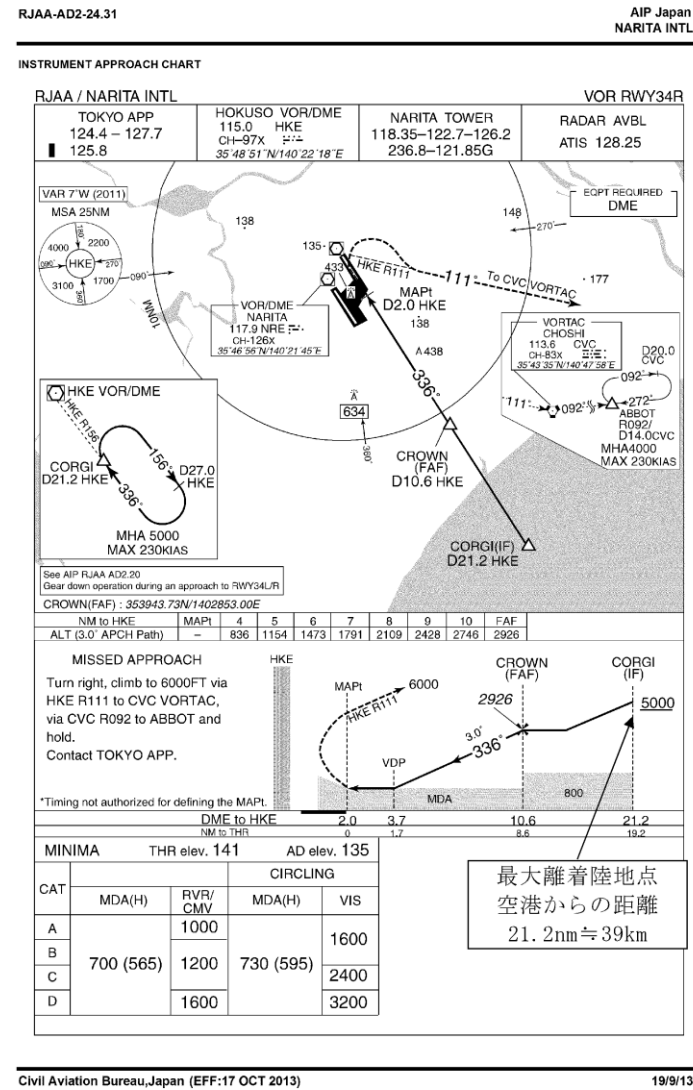 RJAA-AD2-24.31
AIP Japan
NARITA INTL
INSTRUMENT APPROACH CHART
RJAA / NARITA INTL
VOR RWY34R
TOKYO APP
124.4 – 127.7
125.8
HOKUSO VOR/DME
115.0 HKE
CH–97X
35˚48´51˝N/140˚22´18˝E
NARITA TOWER
118.35–122.7–126.2
236.8–121.85G
RADAR AVBL
ATIS 128.25
VAR 7˚W (2011)
MSA 25NM
180˚
4000
2200
090˚
HKE
270˚
3100
1700
360˚
090˚
10NM
138
135
433
HKE R111
111˚
To CVC VORTAC
148
270˚
177
EQPT REQUIRED
DME
MAPt
D2.0 HKE
138
438
VOR/DME
NARITA
117.9 NRE
CH-126X
35˚46´56˝N/140˚21´45˝E
VORTAC
CHOSHI
113.6 CVC
CH-83X
35˚43´35˝N/140˚47´58˝E
D20.0
CVC
092˚
111˚
092˚
272˚
ABBOT
R092/
D14.0CVC
MHA4000
MAX 230KIAS
336˚
634
360˚
CROWN
(FAF)
D10.6 HKE
CORGI(IF)
D21.2 HKE
HKE VOR/DME
HKE R156
156˚
D27.0
HKE
CORGI
D21.2 HKE
336˚
MHA 5000
MAX 230KIAS
See AIP RJAA AD2.20
Gear down operation during an approach to RWY34L/R
CROWN(FAF) : 353943.73N/1402853.00E
NM to HKE MAPt 4 5 6 7 8 9 10 FAF
ALT (3.0˚ APCH Path) – 836 1154 1473 1791 2109 2428 2746 2926
MISSED APPROACH
Turn right, climb to 6000FT via
HKE R111 to CVC VORTAC,
via CVC R092 to ABBOT and
hold.
Contact TOKYO APP.
*Timing not authorized for defining the MAPt.
HKE
MAPt
6000
HKE R111
VDP
3.0˚
336˚
2926
CROWN
(FAF)
CORGI
(IF)
5000
MDA
800
DME to HKE 2.0 3.7 10.6 21.2
NM to THR 0 1.7 8.6 19.2
MINIMA THR elev. 141 AD elev. 135
CAT
CIRCLING
MDA(H) RVR/CMV MDA(H) VIS
A 1000
B 1600
700 (565) 1200 730 (595)
C 2400
D 1600 3200
最大離着陸地点
空港からの距離
21.2nm≒39km
Civil Aviation Bureau,Japan (EFF:17 OCT 2013)
19/9/13